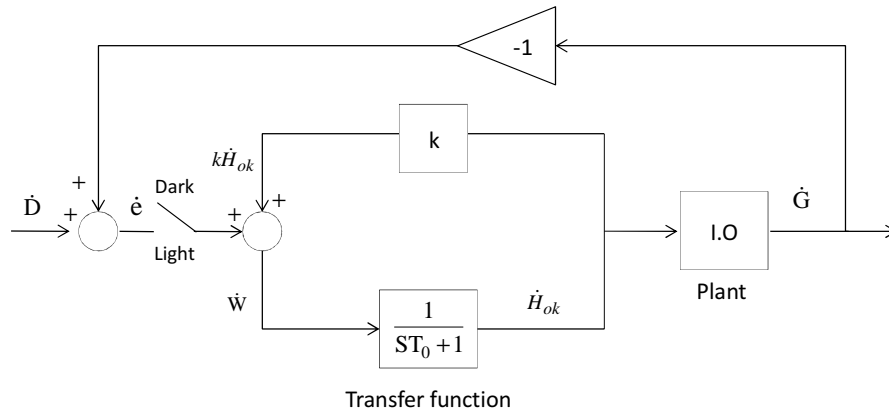 -1
k
kḢₒₖ
+
Dark
Ḋ
+
ė
+
+
Light
I.O
Ġ
Plant
Ẇ
1
ST₀ +1
Ḣₒₖ
Transfer function